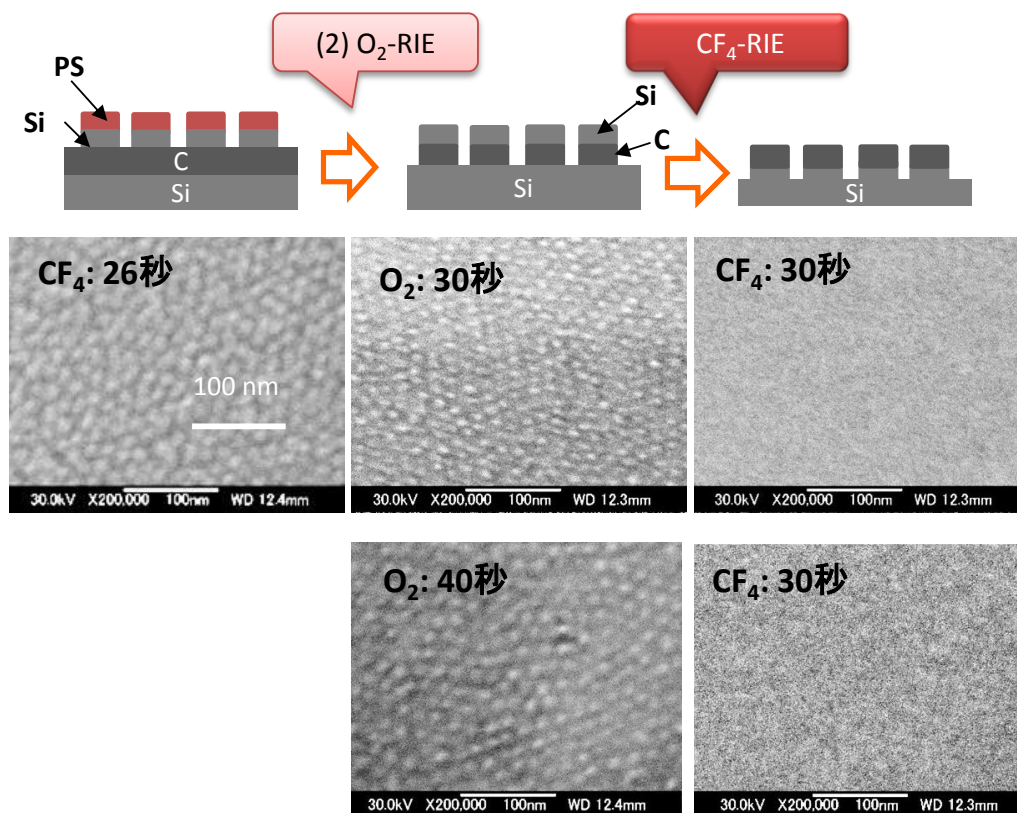 (2) O2-RIE
CF4-RIE
PS
Si
C
Si
Si
C
Si
Si
CF4: 26秒
100 nm
30.0kV X200,000 100nm WD 12.4mm
O2: 30秒
30.0kV X200,000 100nm WD 12.3mm
CF4: 30秒
30.0kV X200,000 100nm WD 12.3mm
O2: 40秒
30.0kV X200,000 100nm WD 12.4mm
CF4: 30秒
30.0kV X200,000 100nm WD 12.3mm